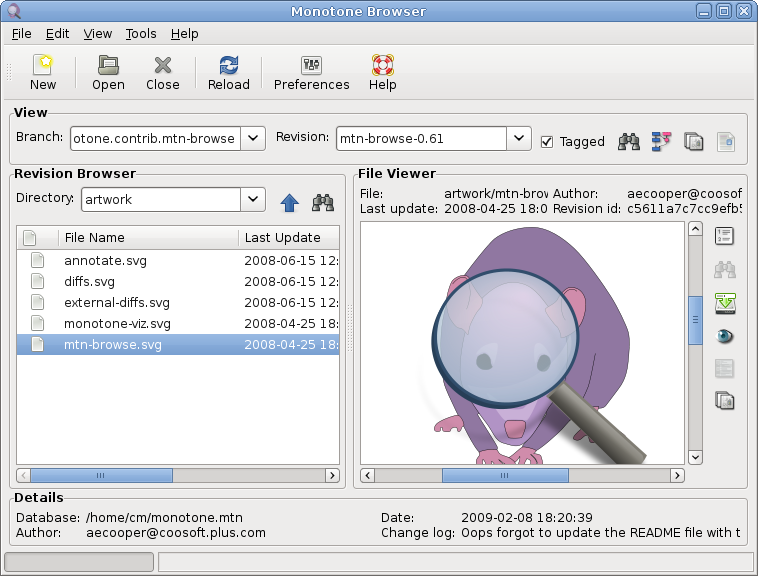 Monotone Browser
File Edit View Tools Help
New Open Close Reload Preferences Help
View
Branch: otone.contrib.mtn-browse Revision: mtn-browse-0.61 Tagged
Revision Browser
Directory: artwork
File Name Last Update
annotate.svg 2008-06-15 12:
diffs.svg 2008-06-15 12:
external-diffs.svg 2008-06-15 12:
monotone-viz.svg 2008-04-25 18:
mtn-browse.svg 2008-04-25 18:
File Viewer
File: artwork/mtn-brow Author: aecooper@coosof
Last update: 2008-04-25 18:0 Revision id: c5611a7c7cc9efb5
Details
Database: /home/cm/monotone.mtn Date: 2009-02-08 18:20:39
Author: aecooper@coosoft.plus.com Change log: Oops forgot to update the README file with t